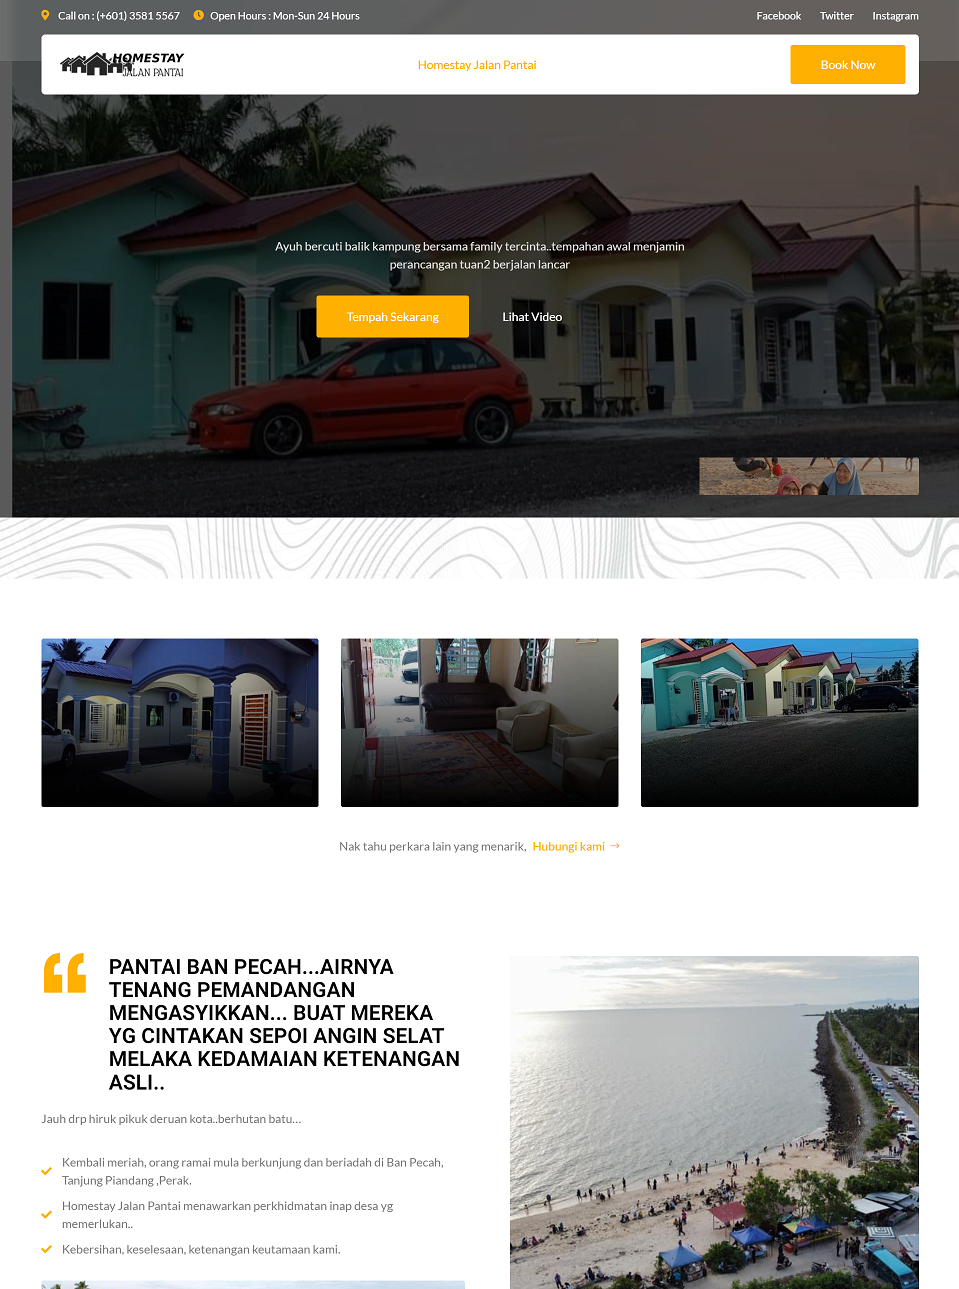 Call on : (+601) 3581 5567
Open Hours : Mon-Sun 24 Hours
Facebook
Twitter
Instagram
HOMESTAY
JALAN PANTAI
Homestay Jalan Pantai
Book Now
Ayuh bercuti balik kampung bersama family tercinta..tempahan awal menjamin
perancangan tuan2 berjalan lancar
Tempah Sekarang
Lihat Video
Nak tahu perkara lain yang menarik, Hubungi kami →
PANTAI BAN PECAH...AIRNYA
TENANG PEMANDANGAN
MENGASYIKKAN... BUAT MEREKA
YG CINTAKAN SEPOI ANGIN SELAT
MELAKA KEDAMAIAN KETENANGAN
ASLI..
Jauh drp hiruk pikuk deruan kota..berhutan batu...
Kembali meriah, orang ramai mula berkunjung dan beriadah di Ban Pecah,
Tanjung Piandang ,Perak.
Homestay Jalan Pantai menawarkan perkhidmatan inap desa yg
memerlukan..
Kebersihan, keselesaan, ketenangan keutamaan kami.